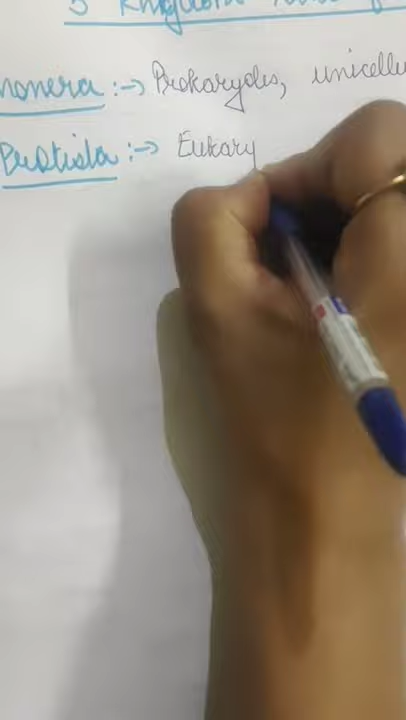 5 Kingdom
monera :-> Prokaryotes, unicellu
Protista :-> Eukary